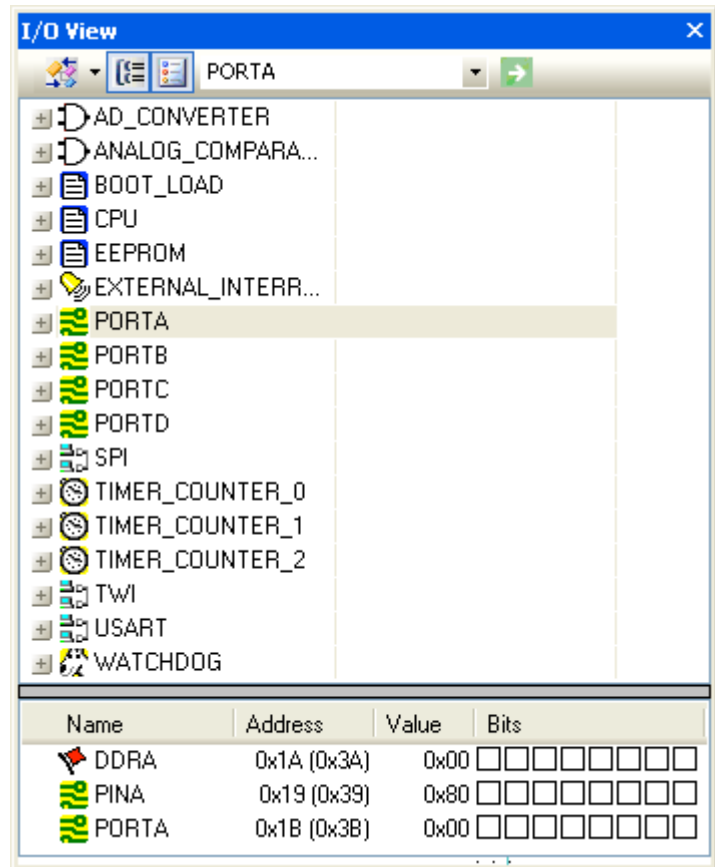 I/O View
PORTA
AD_CONVERTER
ANALOG_COMPARA...
BOOT_LOAD
CPU
EEPROM
EXTERNAL_INTERR...
PORTA
PORTB
PORTC
PORTD
SPI
TIMER_COUNTER_0
TIMER_COUNTER_1
TIMER_COUNTER_2
TWI
USART
WATCHDOG
Name Address Value Bits
DDRA 0x1A (0x3A) 0x00
PINA 0x19 (0x39) 0x80
PORTA 0x1B (0x3B) 0x00